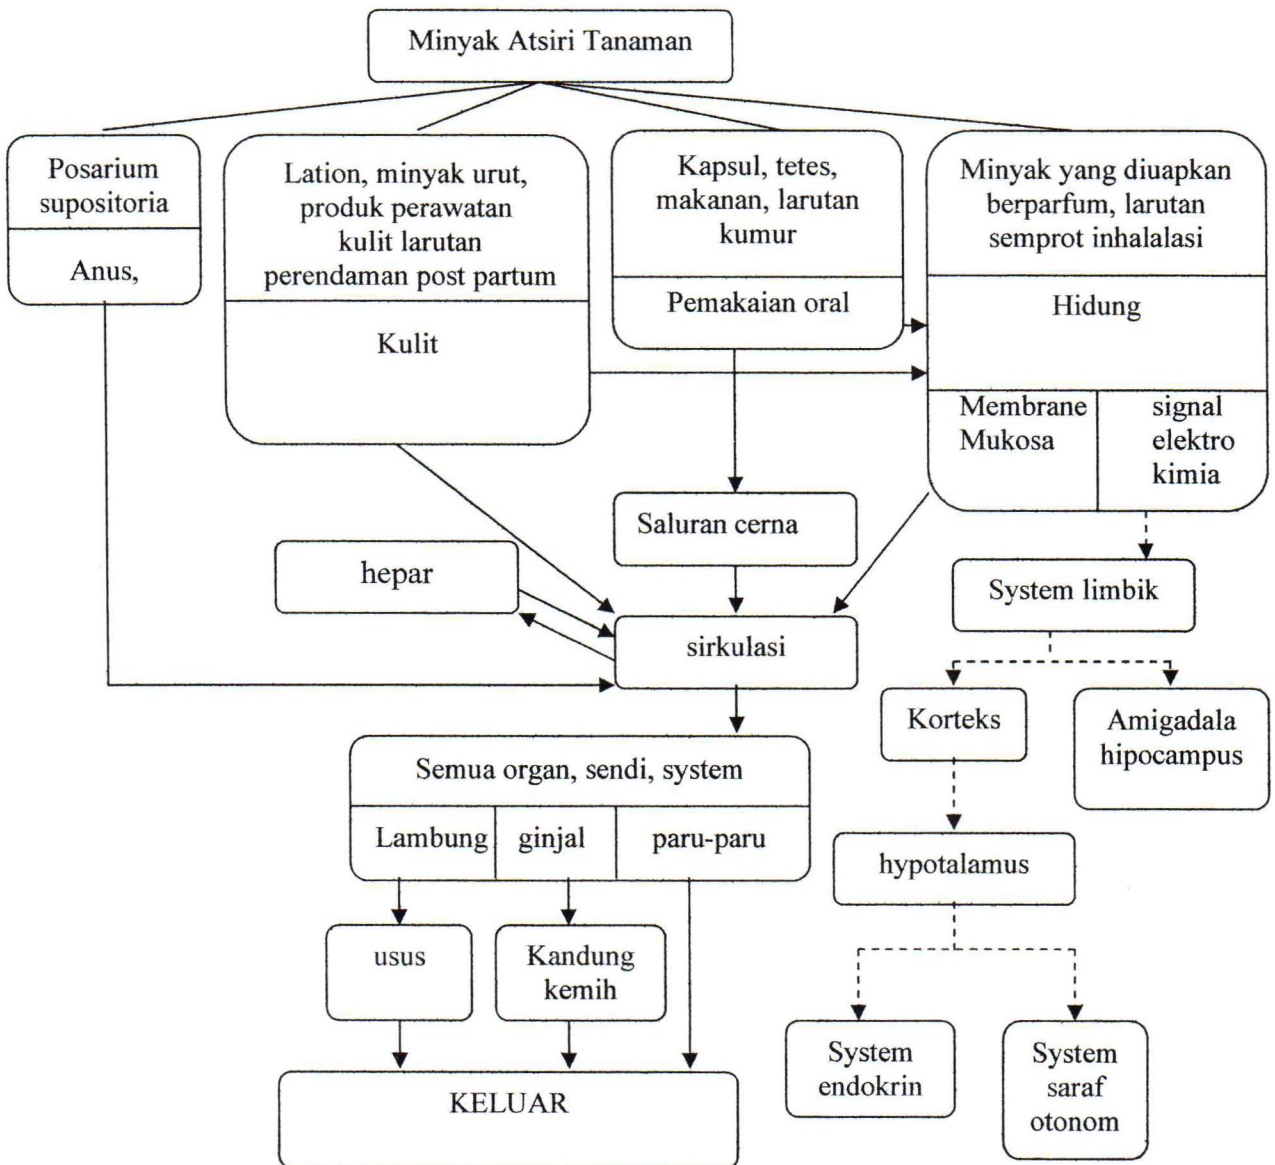 Minyak Atsiri Tanaman
Posarium
supositoria
Anus,
Lation, minyak urut,
produk perawatan
kulit larutan
perendaman post partum
Kulit
Kapsul, tetes,
makanan, larutan
kumur
Pemakaian oral
Minyak yang diuapkan
berparfum, larutan
semprot inhalalasi
Hidung
Membrane
Mukosa
signal
elektro
kimia
Saluran cerna
hepar
sirkulasi
System limbik
Korteks
Amigadala
hipocampus
Semua organ, sendi, system
Lambung
ginjal
paru-paru
hypotalamus
usus
Kandung
kemih
System
endokrin
System
saraf
otonom
KELUAR